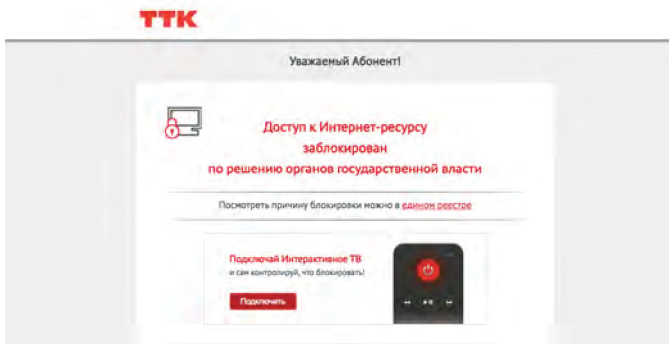 ТТК
Уважаемый Абонент!
Доступ к Интернет-ресурсу
заблокирован
по решению органов государственной власти
Посмотреть причину блокировки можно в едином реестре
Подключай Интерактивное ТВ
и сам контролируй, что блокировать!
Подключить